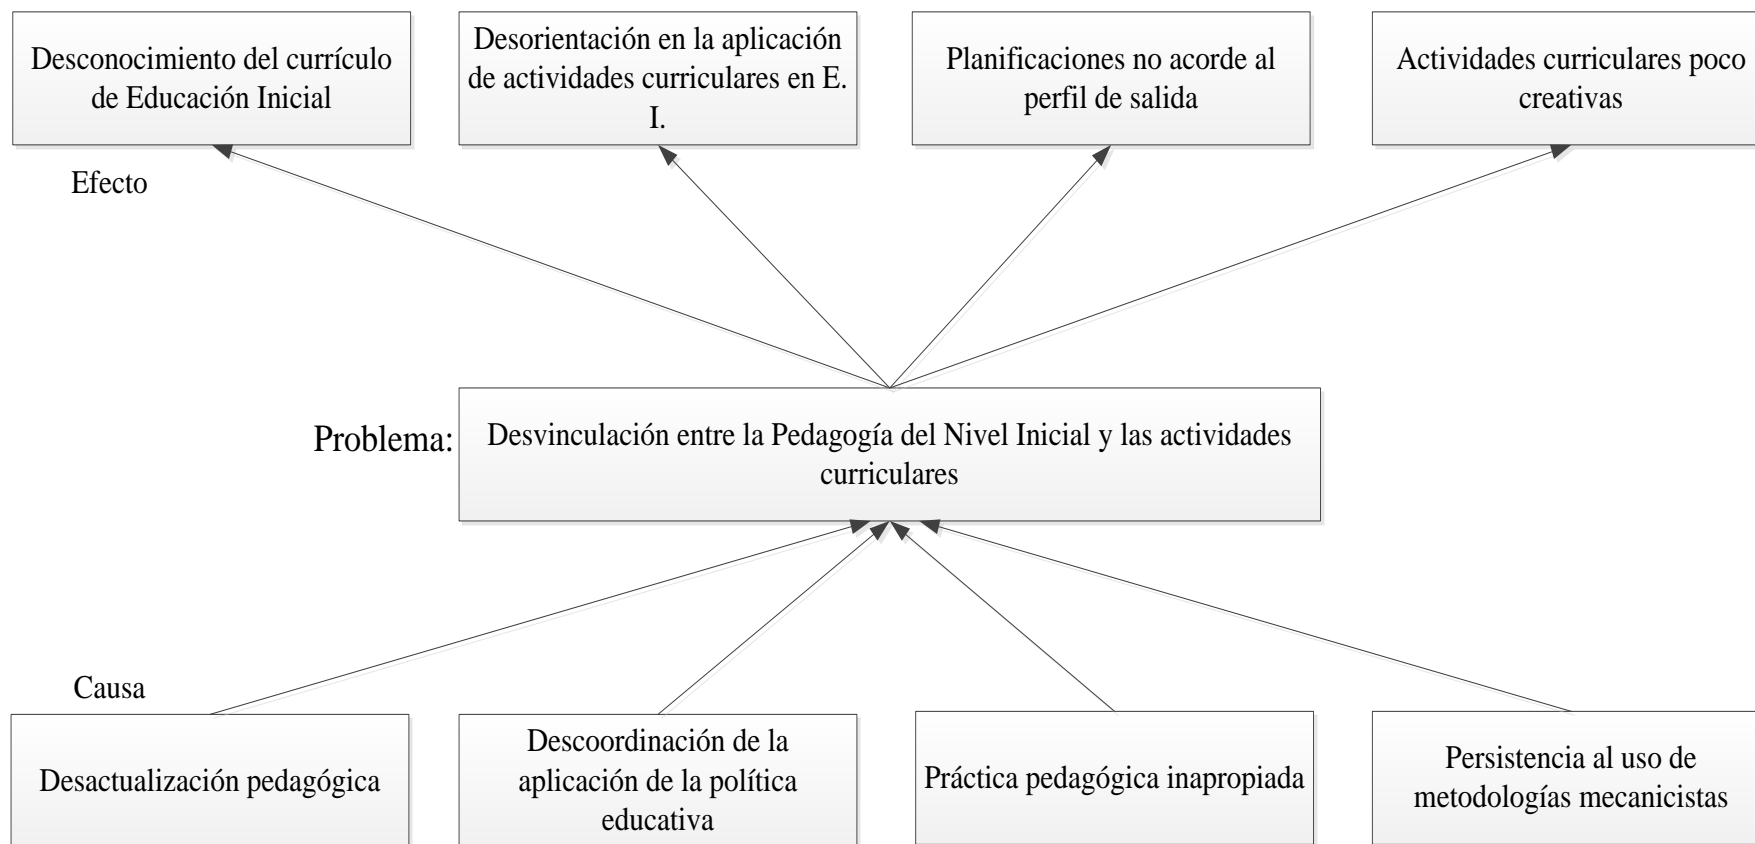 Desconocimiento del currículo
de Educación Inicial
Desorientación en la aplicación
de actividades curriculares en E.
I.
Planificaciones no acorde al
perfil de salida
Actividades curriculares poco
creativas
Efecto
Problema:
Desvinculación entre la Pedagogía del Nivel Inicial y las actividades
curriculares
Causa
Desactualización pedagógica
Descoordinación de la
aplicación de la política
educativa
Práctica pedagógica inapropiada
Persistencia al uso de
metodologías mecanicistas